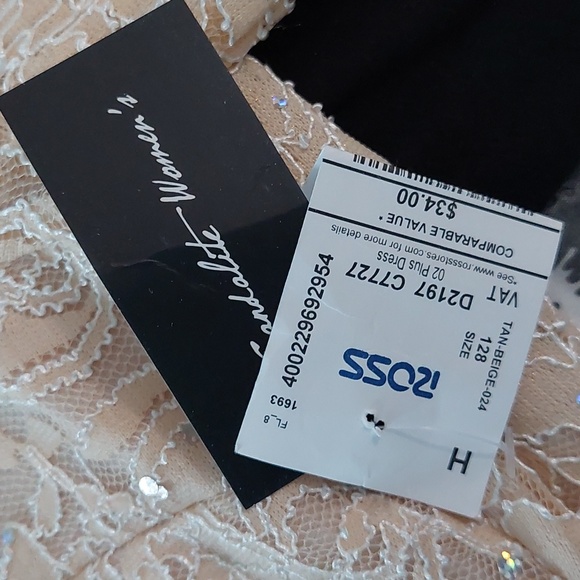 Sandalite Women's
$34.00
COMPARABLE VALUE*
*See www.rossstores.com for more details
02 Plus Dress
VAT D2197 C7727
400229692954
TAN-BEIGE-024
128
SIZE
ROSS
FL_8 1693
H